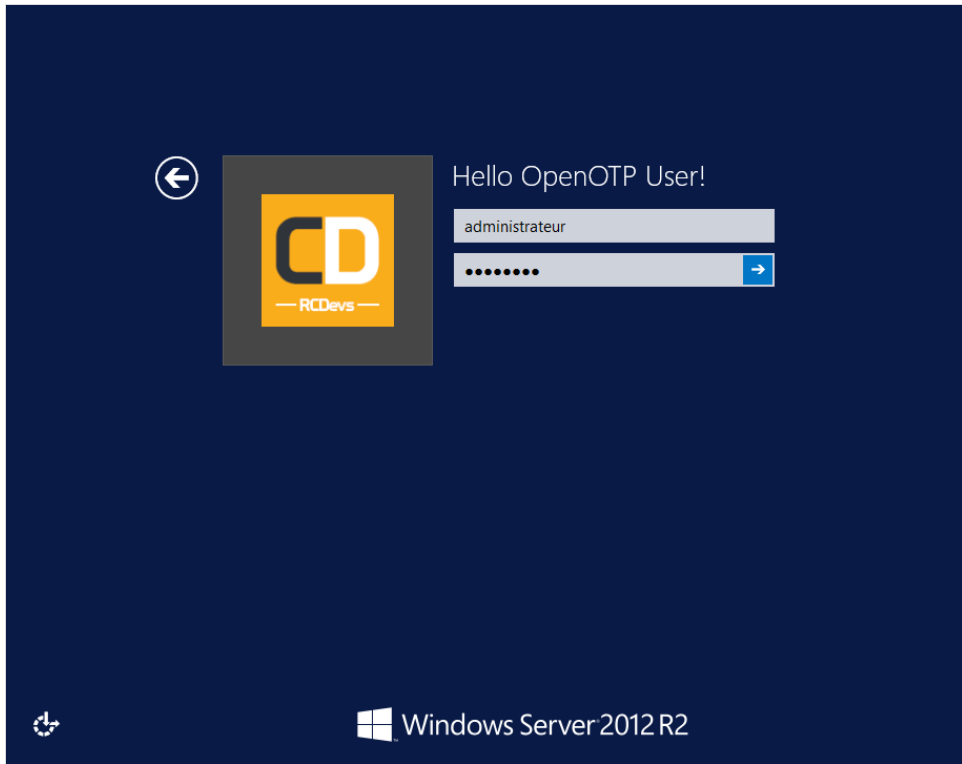 Hello OpenOTP User!
administrateur
CD
RCDevs
Windows Server 2012 R2